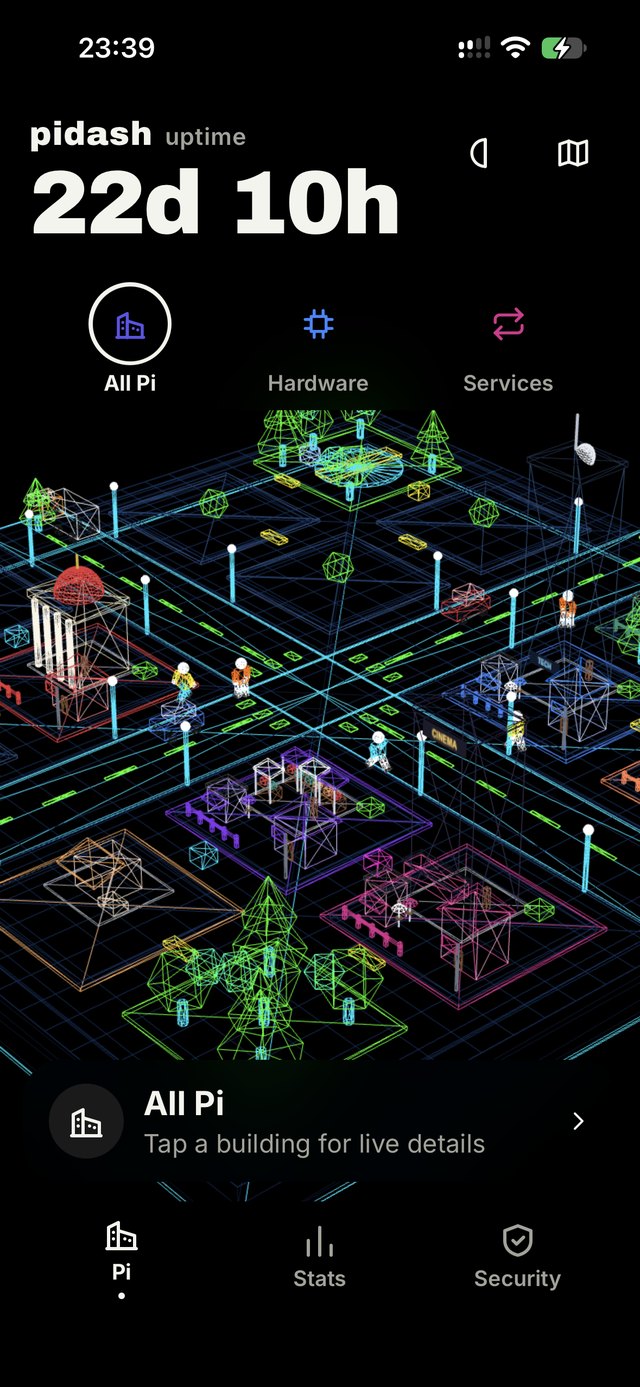 23:39
pidash uptime
22d 10h
All Pi
Hardware
Services
CINEMA
All Pi
Tap a building for live details
Pi
Stats
Security